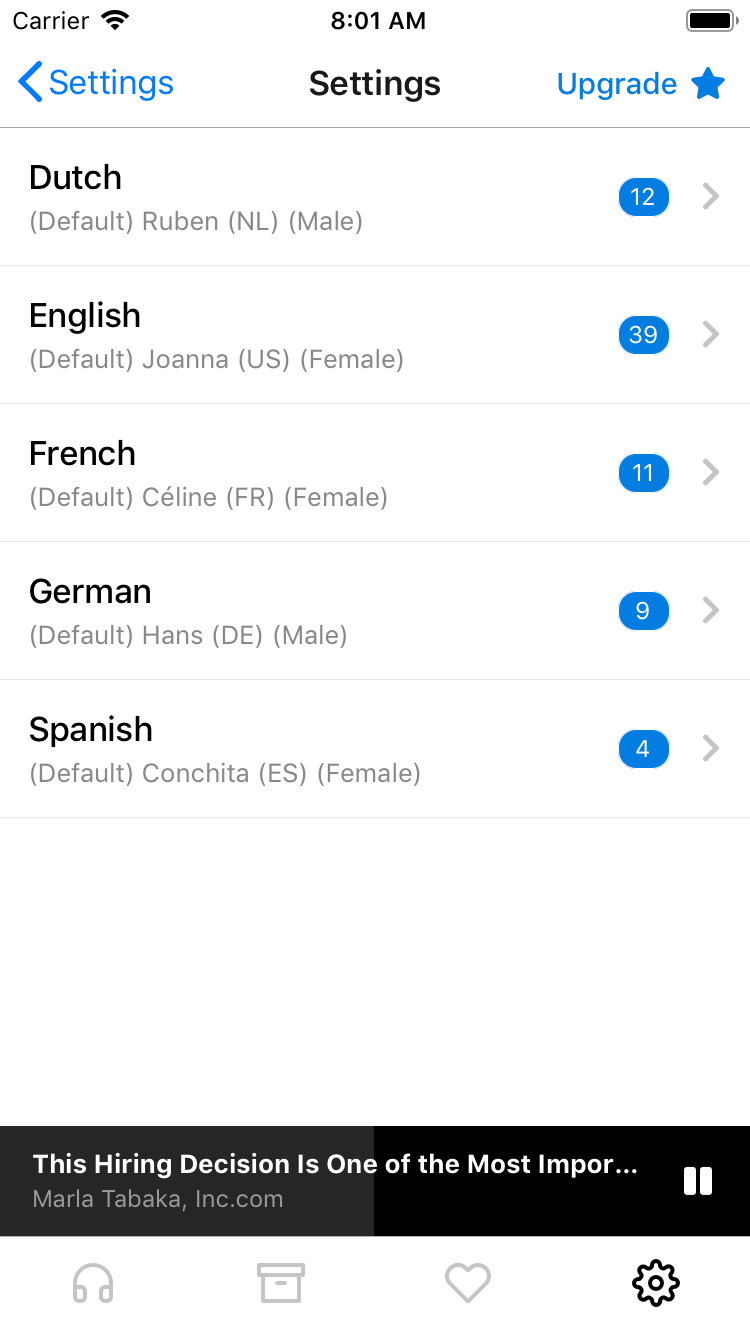 Carrier 8:01 AM
Settings Settings Upgrade
Dutch
(Default) Ruben (NL) (Male)
12
English
(Default) Joanna (US) (Female)
39
French
(Default) Céline (FR) (Female)
11
German
(Default) Hans (DE) (Male)
9
Spanish
(Default) Conchita (ES) (Female)
4
This Hiring Decision Is One of the Most Impor...
Marla Tabaka, Inc.com